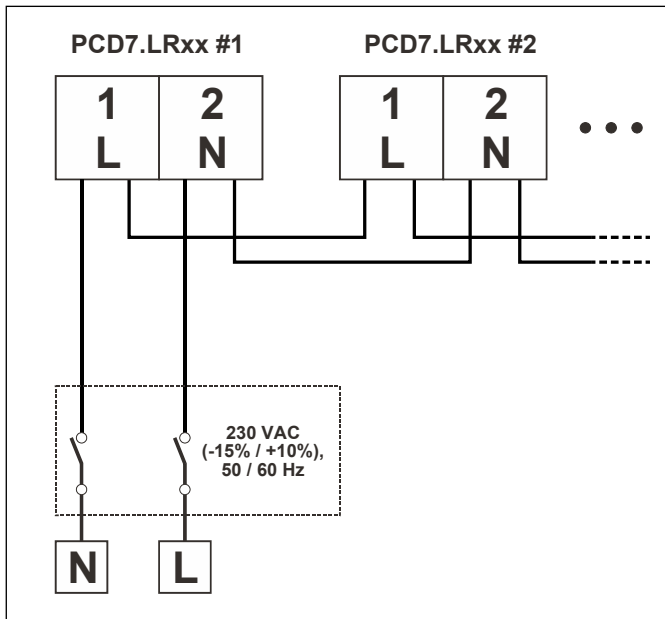 PCD7.LRxx #1 PCD7.LRxx #2
1 2 1 2
L N L N
230 VAC
(-15% / +10%),
50 / 60 Hz
N L